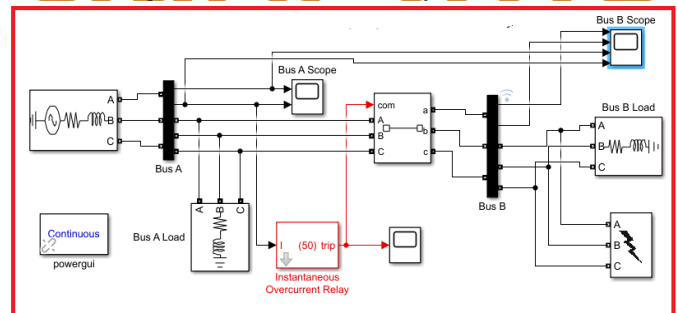 Bus B Scope
Bus A Scope
A
B
C
Bus A
com
A
B
C
a
b
c
Bus B
Bus B Load
A
B
C
A
B
C
Bus A Load
Continuous
powergui
I (50) trip
Instantaneous
Overcurrent Relay
A
B
C